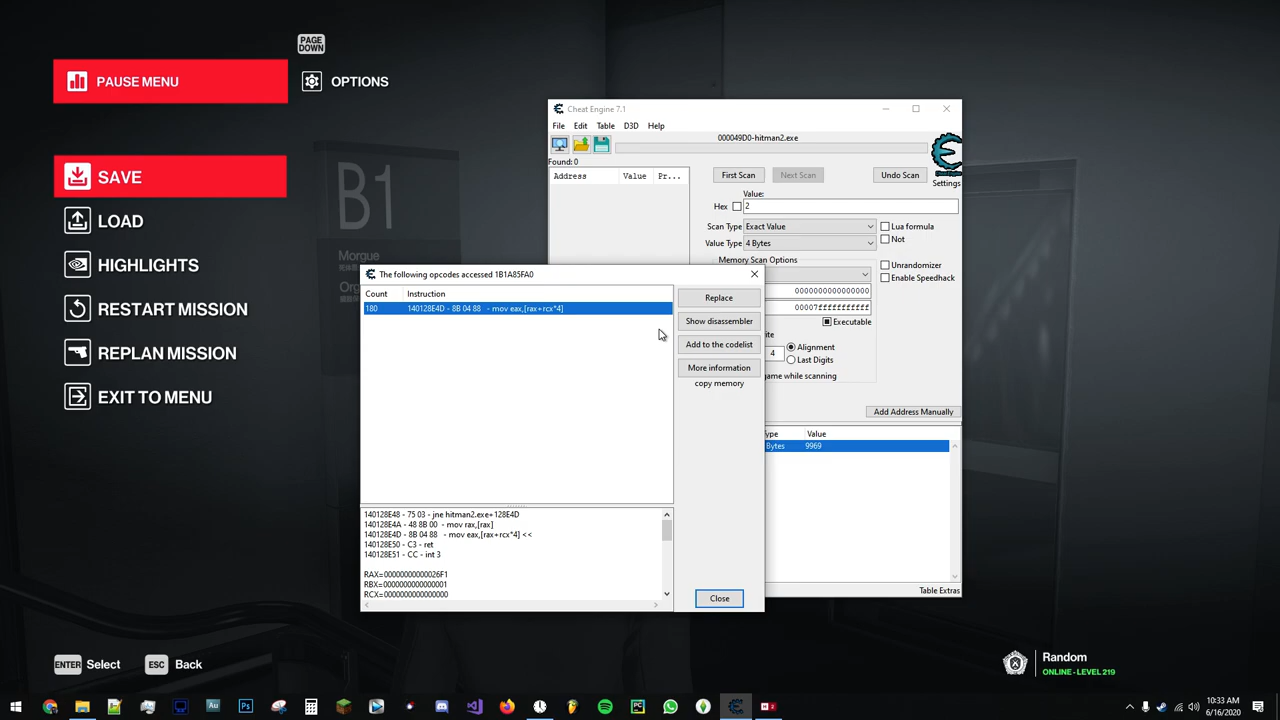 PAGE
DOWN
PAUSE MENU
OPTIONS
SAVE
LOAD
HIGHLIGHTS
RESTART MISSION
REPLAN MISSION
EXIT TO MENU
B1
Morgue
ENTER Select
ESC Back
Cheat Engine 7.1
File Edit Table D3D Help
000049D0-hitman2.exe
Found: 0
Address Value Pr...
First Scan Next Scan Undo Scan
Settings
Value:
Hex 2
Scan Type Exact Value Lua formula
Not
Value Type 4 Bytes
Memory Scan Options
Unrandomizer
Enable Speedhack
0000000000000000
00007fffffffffff
Executable
4 Alignment
Last Digits
game while scanning
Add Address Manually
Value
Bytes 9969
Table Extras
The following opcodes accessed 1B1A85FA0
Count Instruction
180 140128E4D - 8B 04 88 - mov eax,[rax+rcx*4]
Replace
Show disassembler
Add to the codelist
More information
copy memory
140128E48 - 75 03 - jne hitman2.exe+128E4D
140128E4A - 48 8B 00 - mov rax,[rax]
140128E4D - 8B 04 88 - mov eax,[rax+rcx*4] <<
140128E50 - C3 - ret
140128E51 - CC - int 3
RAX=00000000000026F1
RBX=0000000000000001
RCX=0000000000000000
Close
Random
ONLINE - LEVEL 219
10:33 AM
6/16/2020